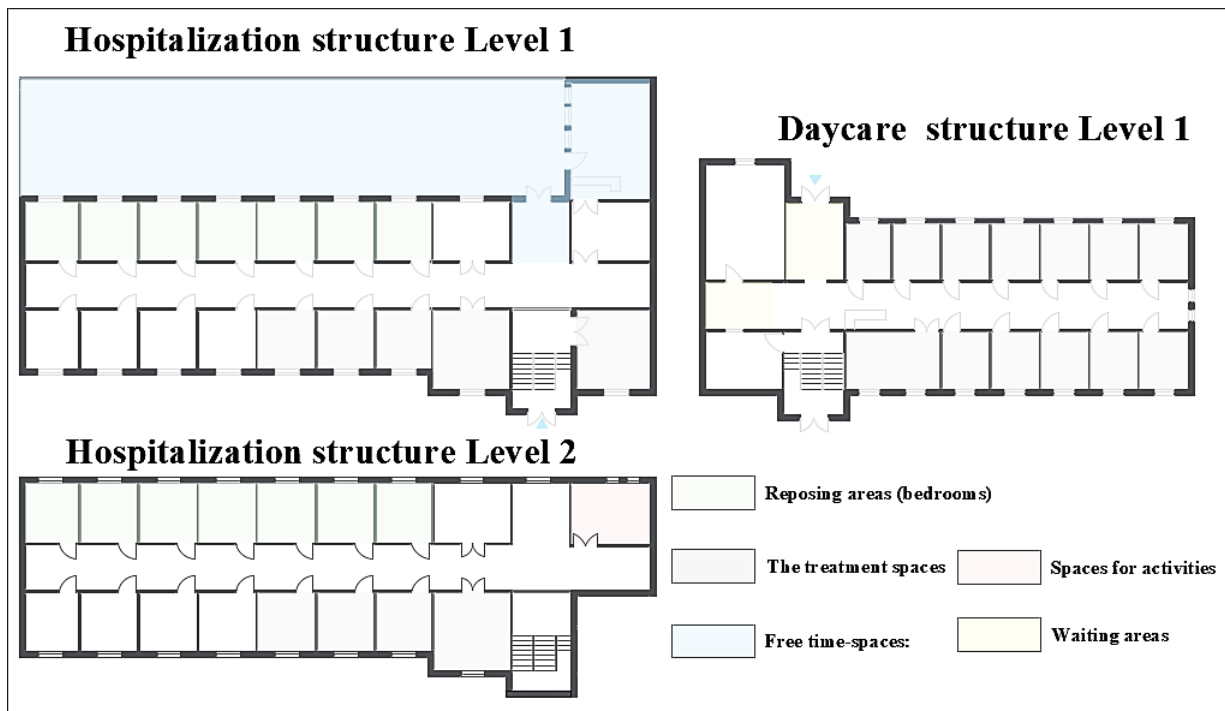 Hospitalization structure Level 1
Daycare structure Level 1
Hospitalization structure Level 2
Reposing areas (bedrooms)
The treatment spaces
Spaces for activities
Free time-spaces:
Waiting areas